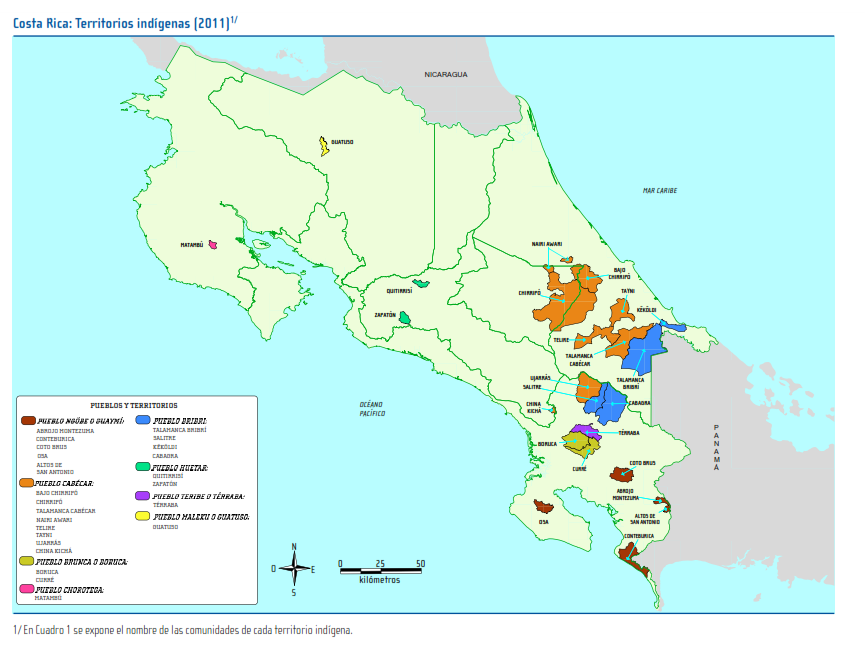 Costa Rica: Territorios indígenas (2011)1/
NICARAGUA
GUATUSO
MAR CARIBE
MATAMBÚ
NAIRI AWARI
BAJO
CHIRRIPÓ
QUITIRRISÍ
CHIRRIPÓ
TAYNI
KÉKÖLDI
ZAPATÓN
TELIRE
TALAMANCA
CABÉCAR
TALAMANCA
BRIBRÍ
UJARRÁS
SALITRE
CABAGRA
CHINA
KICHÁ
OCÉANO
PACÍFICO
TÉRRABA
BORUCA
CURRÉ
PANAMÁ
COTO BRUS
ABROJO
MONTEZUMA
OSA
ALTOS DE
SAN ANTONIO
CONTEBURICA
PUEBLOS Y TERRITORIOS
PUEBLO NGÖBE O GUAYMÍ:
ABROJO MONTEZUMA
CONTEBURICA
COTO BRUS
OSA
ALTOS DE
SAN ANTONIO
PUEBLO CABÉCAR:
BAJO CHIRRIPÓ
CHIRRIPÓ
TALAMANCA CABÉCAR
NAIRI AWARI
TELIRE
TAYNI
UJARRÁS
CHINA KICHÁ
PUEBLO BRUNCA O BORUCA:
BORUCA
CURRÉ
PUEBLO CHOROTEGA:
MATAMBÚ
PUEBLO BRIBRI:
TALAMANCA BRIBRÍ
SALITRE
KÉKÖLDI
CABAGRA
PUEBLO HUETAR:
QUITIRRISÍ
ZAPATÓN
PUEBLO TERIBE O TÉRRABA:
TÉRRABA
PUEBLO MALEKU O GUATUSO:
GUATUSO
N
O E
S
0 25 50
kilómetros
1/ En Cuadro 1 se expone el nombre de las comunidades de cada territorio indígena.